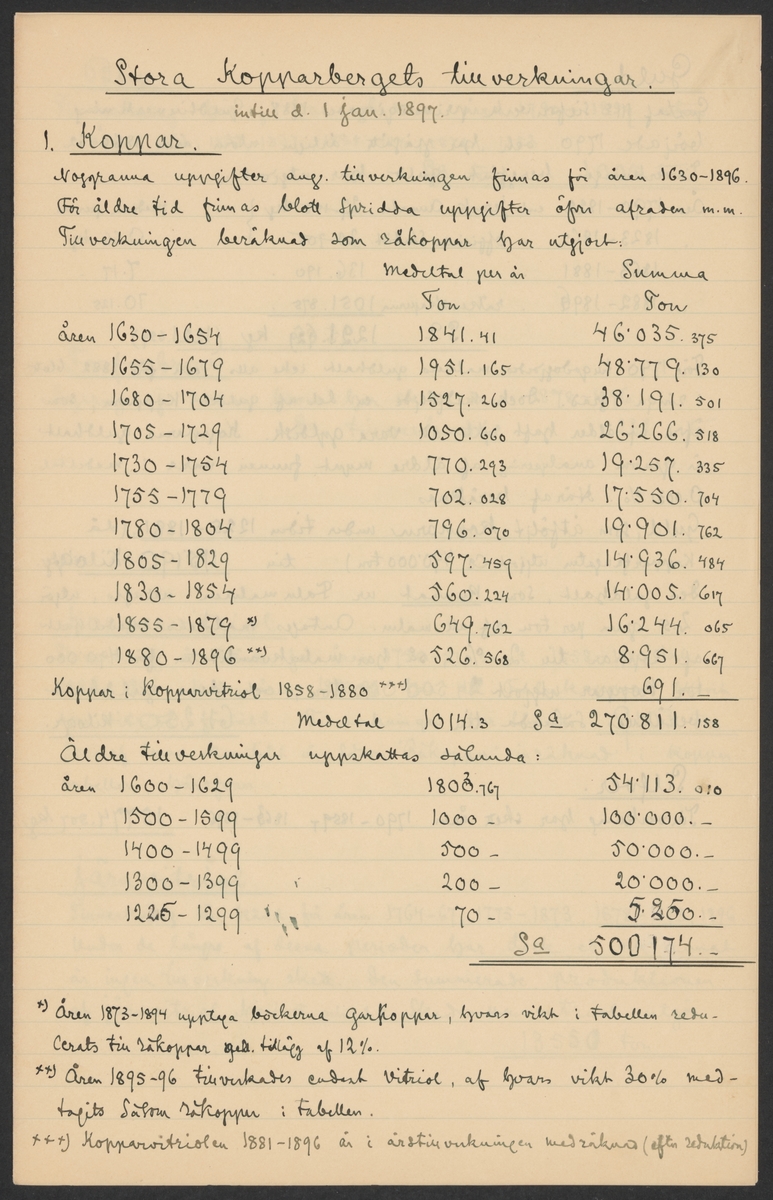 Stora Kopparbergets tillverkningar.
intill d. 1 Jan. 1897.
1. Koppar.
Noggranna uppgifter ang. tillverkningen finnas för åren 1630-1896.
För äldre tid finnas blott spridda uppgifter öfver afraden m.m.
Tillverkningen beräknad som råkoppar har utgjort:
Medeltal per år Summa
Ton Ton
åren 1630-1654 1841.41 46·035.375
1655-1679 1951.165 48·779.130
1680-1704 1527.260 38·191.501
1705-1729 1050.660 26·266.518
1730-1754 770.293 19·257.335
1755-1779 702.028 17·550.704
1780-1804 796.070 19·901.762
1805-1829 597.459 14·936.484
1830-1854 560.224 14·005.617
1855-1879 *) 649.762 16·244.065
1880-1896 **) 526.568 8·951.667
Koppar i Kopparvitriol 1858-1880 ***) 691.-
Medeltal 1014.3 Sa 270·811.158
Äldre tillverkningar uppskattas sålunda:
åren 1600-1629 1803.767 54·113.010
1500-1599 1000- 100·000.-
1400-1499 500- 50·000.-
1300-1399 200- 20·000.-
1225-1299 70- 5·250.-
Sa 500174.-
*) Åren 1873-1894 upptaga böckerna garkoppar, hvars vikt i tabellen redu-
cerats till råkoppar gm. tillägg af 12%.
**) Åren 1895-96 tillverkades endast vitriol, af hvars vikt 30% med-
tagits såsom råkoppar i tabellen.
***) Kopparvitriolen 1881-1896 är i årstillverkningen medräknad (efter reduktion)